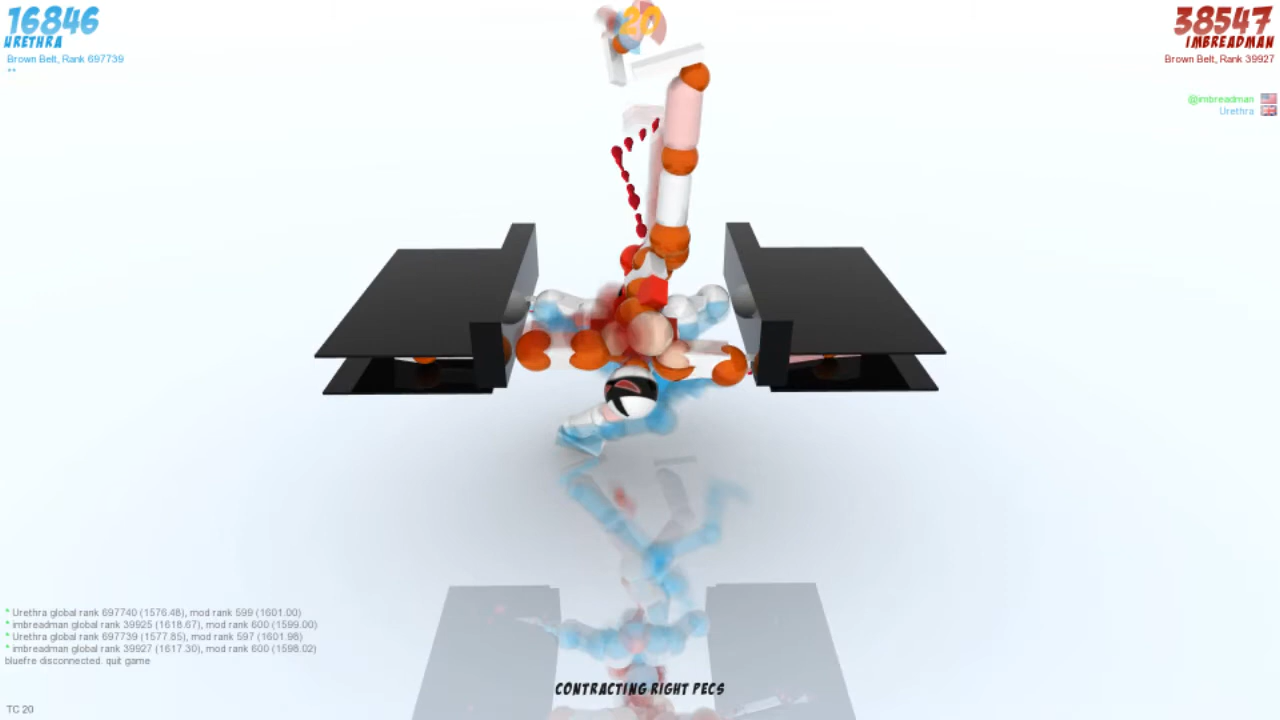 16846
URETHRA
Brown Belt, Rank 697739
**
20
38547
IMBREADMAN
Brown Belt, Rank 39927
@imbreadman
Urethra
* Urethra global rank 697740 (1576.48), mod rank 599 (1601.00)
* imbreadman global rank 39925 (1618.67), mod rank 600 (1599.00)
* Urethra global rank 697739 (1577.85), mod rank 597 (1601.98)
* imbreadman global rank 39927 (1617.30), mod rank 600 (1598.02)
bluefre disconnected. quit game
CONTRACTING RIGHT PECS
TC 20